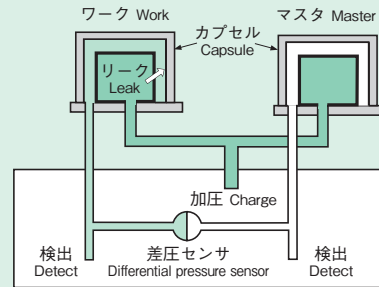 ワーク Work
マスタ Master
カプセル
Capsule
リーク
Leak
加圧 Charge
検出
Detect
差圧センサ
Differential pressure sensor
検出
Detect